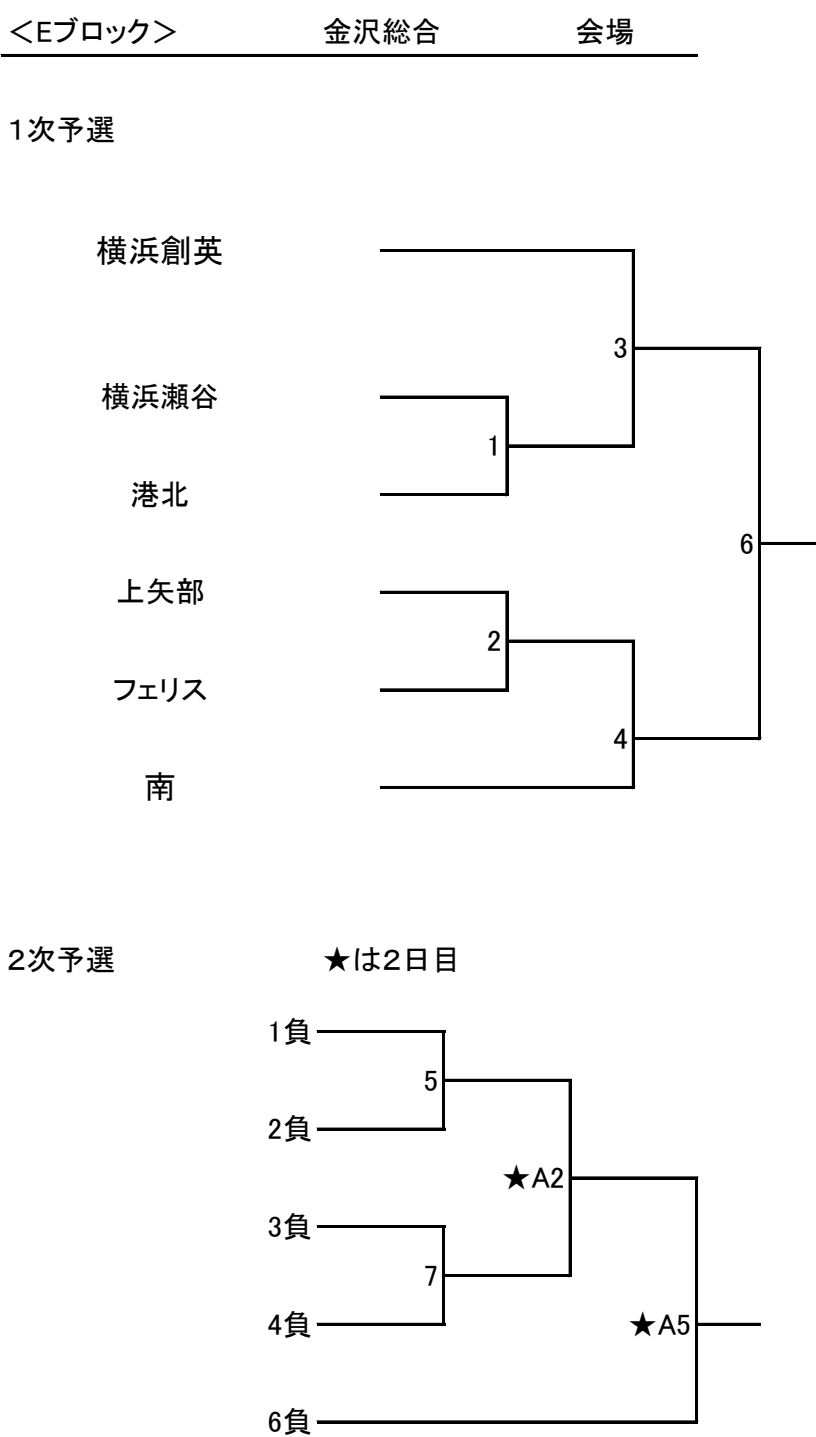 ＜Eブロック＞ 金沢総合 会場
１次予選
横浜創英
3
横浜瀬谷
1
港北
6
上矢部
2
フェリス
4
南
２次予選 ★は２日目
1負
5
2負
★A2
3負
7
4負 ★A5
6負